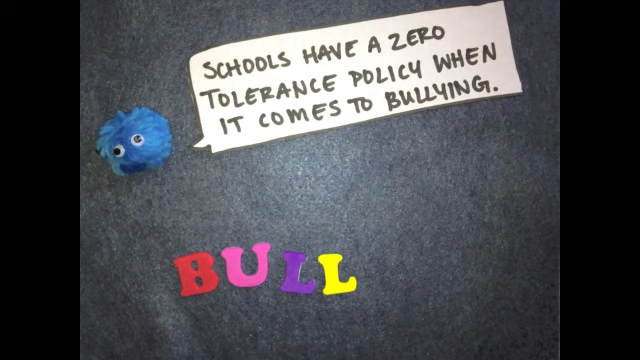 SCHOOLS HAVE A ZERO
TOLERANCE POLICY WHEN
IT COMES TO BULLYING.
BULL